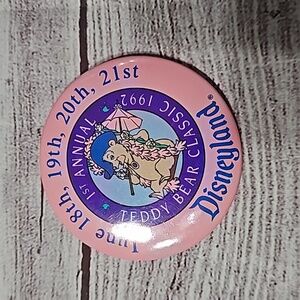 June 18th, 19th, 20th, 21st
1ST ANNUAL
TEDDY BEAR CLASSIC 1992
Disneyland®